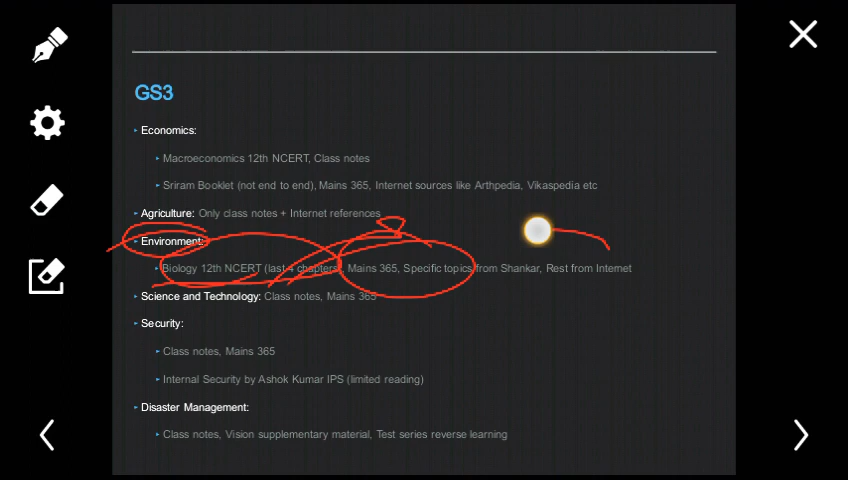 GS3
Economics:
Macroeconomics 12th NCERT, Class notes
Sriram Booklet (not end to end), Mains 365, Internet sources like Arthpedia, Vikaspedia etc
Agriculture: Only class notes + Internet references
Environment:
Biology 12th NCERT (last 4 chapters), Mains 365, Specific topics from Shankar, Rest from Internet
Science and Technology: Class notes, Mains 365
Security:
Class notes, Mains 365
Internal Security by Ashok Kumar IPS (limited reading)
Disaster Management:
Class notes, Vision supplementary material, Test series reverse learning